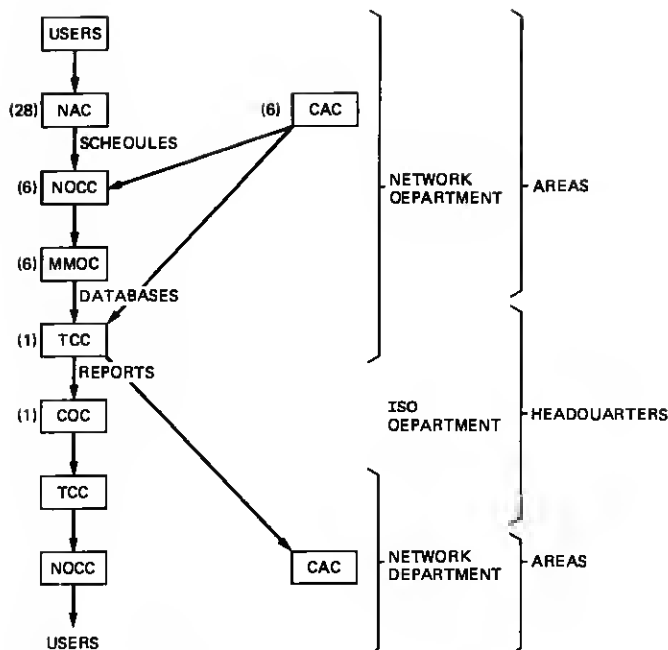 USERS
(28) NAC
(6) CAC
SCHEOULES
(6) NOCC
NETWORK
OEPARTMENT
AREAS
(6) MMOC
DATABASES
(1) TCC
REPORTS
(1) COC
ISO
OEPARTMENT
HEADOUARTERS
TCC
NOCC
CAC
NETWORK
DEPARTMENT
AREAS
USERS